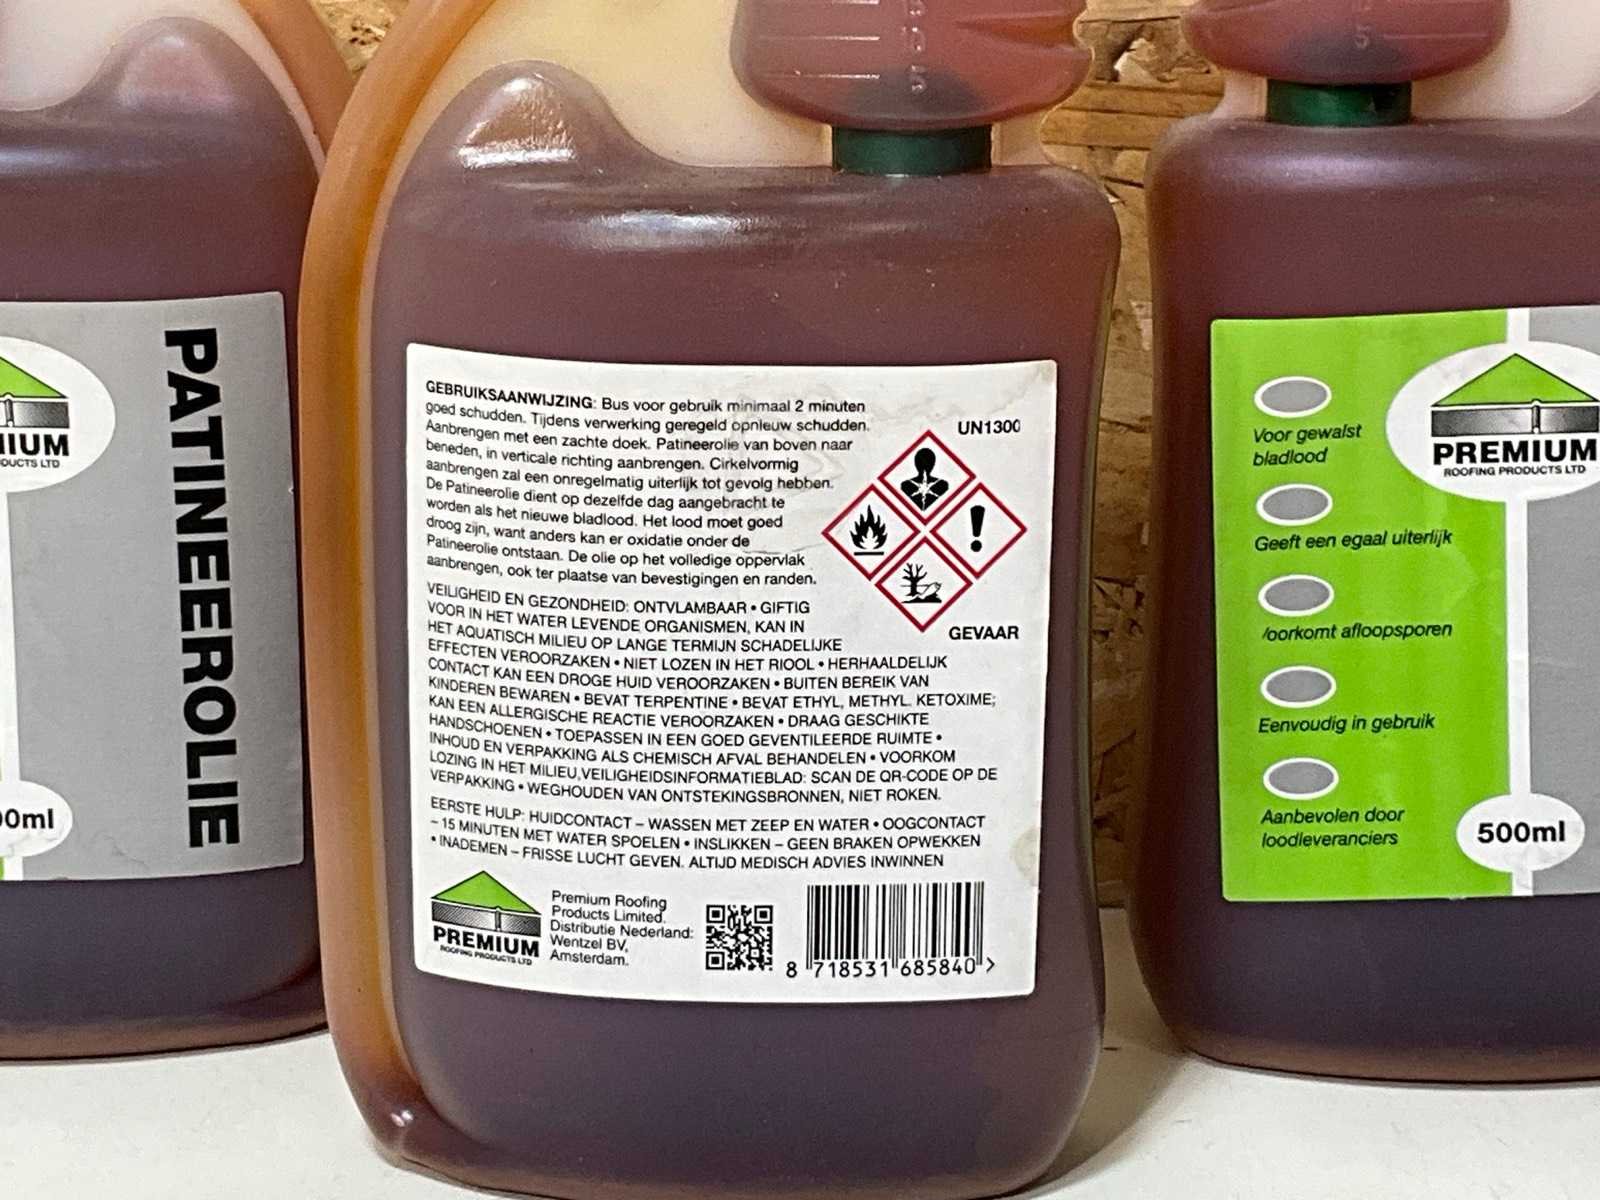 PATINEEROLIE
PRODUCTS LTD
GEBRUIKSAANWIJZING: Bus voor gebruik minimaal 2 minuten
goed schudden. Tijdens verwerking geregeld opnieuw schudden.
Aanbrengen met een zachte doek. Patineerolie van boven naar
beneden, in verticale richting aanbrengen. Cirkelvormig
aanbrengen zal een onregelmatig uiterlijk tot gevolg hebben.
De Patineerolie dient op dezelfde dag aangebracht te
worden als het nieuwe bladlood. Het lood moet goed
droog zijn, want anders kan er oxidatie onder de
Patineerolie ontstaan. De olie op het volledige oppervlak
aanbrengen, ook ter plaatse van bevestigingen en randen.
UN1300
GEVAAR
VEILIGHEID EN GEZONDHEID: ONTVLAMBAAR • GIFTIG
VOOR IN HET WATER LEVENDE ORGANISMEN, KAN IN
HET AQUATISCH MILIEU OP LANGE TERMIJN SCHADELIJKE
EFFECTEN VEROORZAKEN • NIET LOZEN IN HET RIOOL • HERHAALDELIJK
CONTACT KAN EEN DROGE HUID VEROORZAKEN • BUITEN BEREIK VAN
KINDEREN BEWAREN • BEVAT TERPENTINE • BEVAT ETHYL, METHYL. KETOXIME;
KAN EEN ALLERGISCHE REACTIE VEROORZAKEN • DRAAG GESCHIKTE
HANDSCHOENEN • TOEPASSEN IN EEN GOED GEVENTILEERDE RUIMTE •
INHOUD EN VERPAKKING ALS CHEMISCH AFVAL BEHANDELEN • VOORKOM
LOZING IN HET MILIEU,VEILIGHEIDSINFORMATIEBLAD: SCAN DE QR-CODE OP DE
VERPAKKING • WEGHOUDEN VAN ONTSTEKINGSBRONNEN, NIET ROKEN.
EERSTE HULP: HUIDCONTACT – WASSEN MET ZEEP EN WATER • OOGCONTACT
– 15 MINUTEN MET WATER SPOELEN • INSLIKKEN – GEEN BRAKEN OPWEKKEN
• INADEMEN – FRISSE LUCHT GEVEN. ALTIJD MEDISCH ADVIES INWINNEN
PREMIUM
ROOFING PRODUCTS LTD
Premium Roofing
Products Limited.
Distributie Nederland:
Wentzel BV,
Amsterdam.
8 718531 685840 >
Voor gewalst
bladlood
Geeft een egaal uiterlijk
/oorkomt afloopsporen
Eenvoudig in gebruik
Aanbevolen door
loodleveranciers
PREMIUM
ROOFING PRODUCTS LTD
500ml